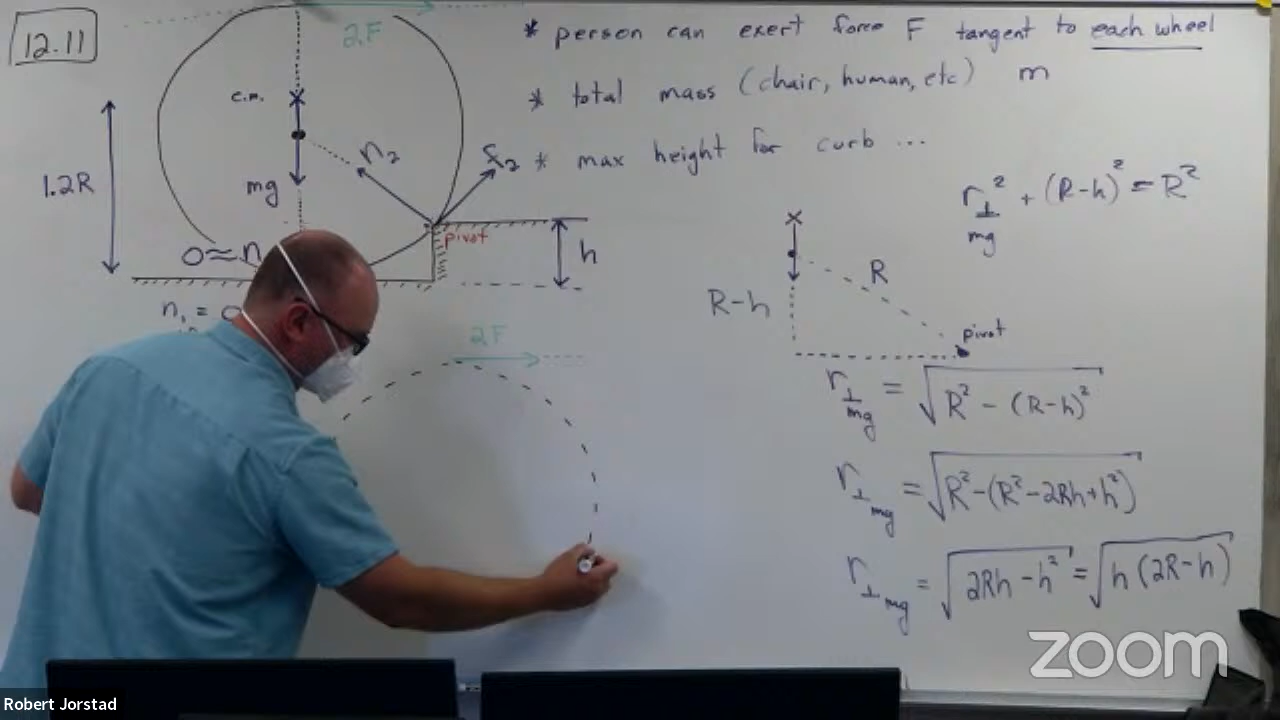 12.11
2F
* person can exert force F tangent to each wheel
c.m.
* total mass (chair, human, etc) m
n₂
f₂
* max height for curb ...
1.2R
mg
r⊥mg² + (R-h)² = R²
pivot
0≈n
h
R
R-h
n₁ =
pivot
2F
r⊥mg = √R² - (R-h)²
r⊥mg = √R²-(R²-2Rh+h²)
r⊥mg = √2Rh-h² = √h(2R-h)
zoom
Robert Jorstad